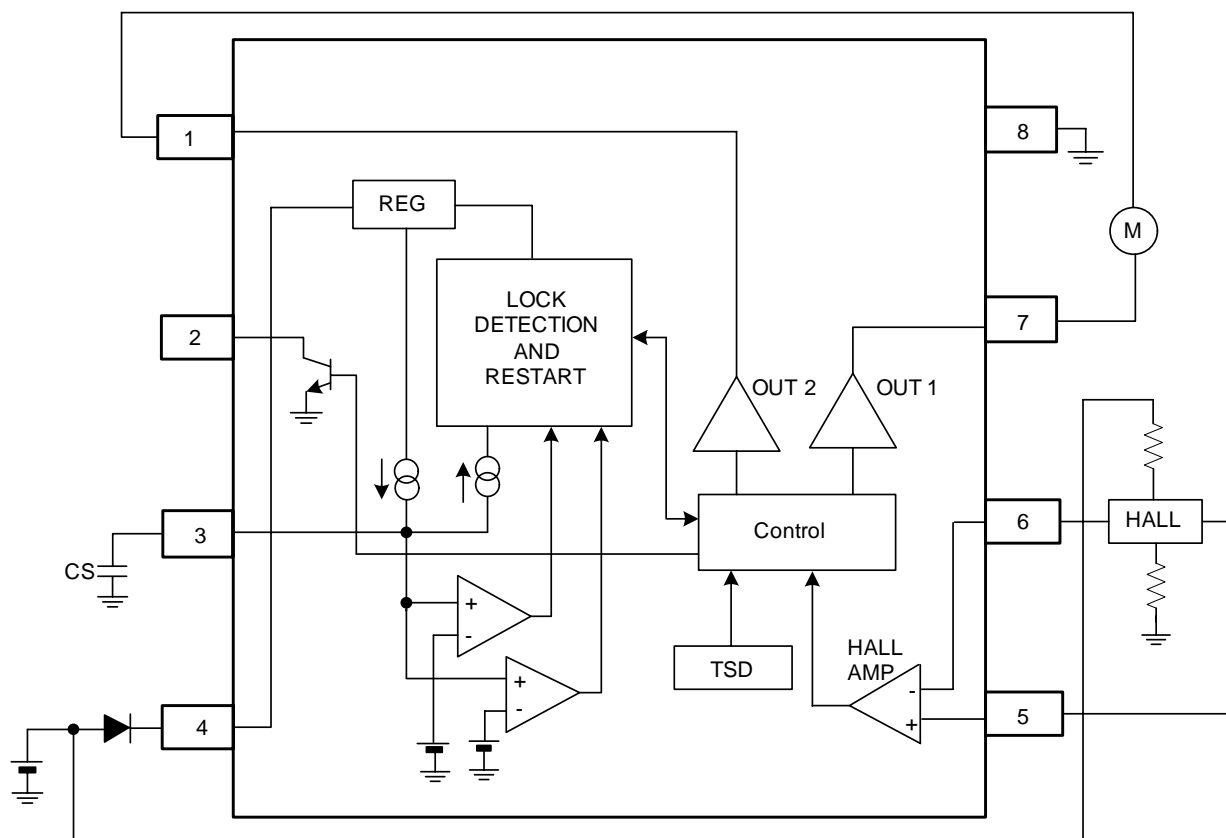 1
8
REG
M
LOCK
DETECTION
AND
RESTART
2
7
OUT 2
OUT 1
3
CS
Control
6
HALL
+
-
TSD
HALL
AMP
+
-
-
+
4
5